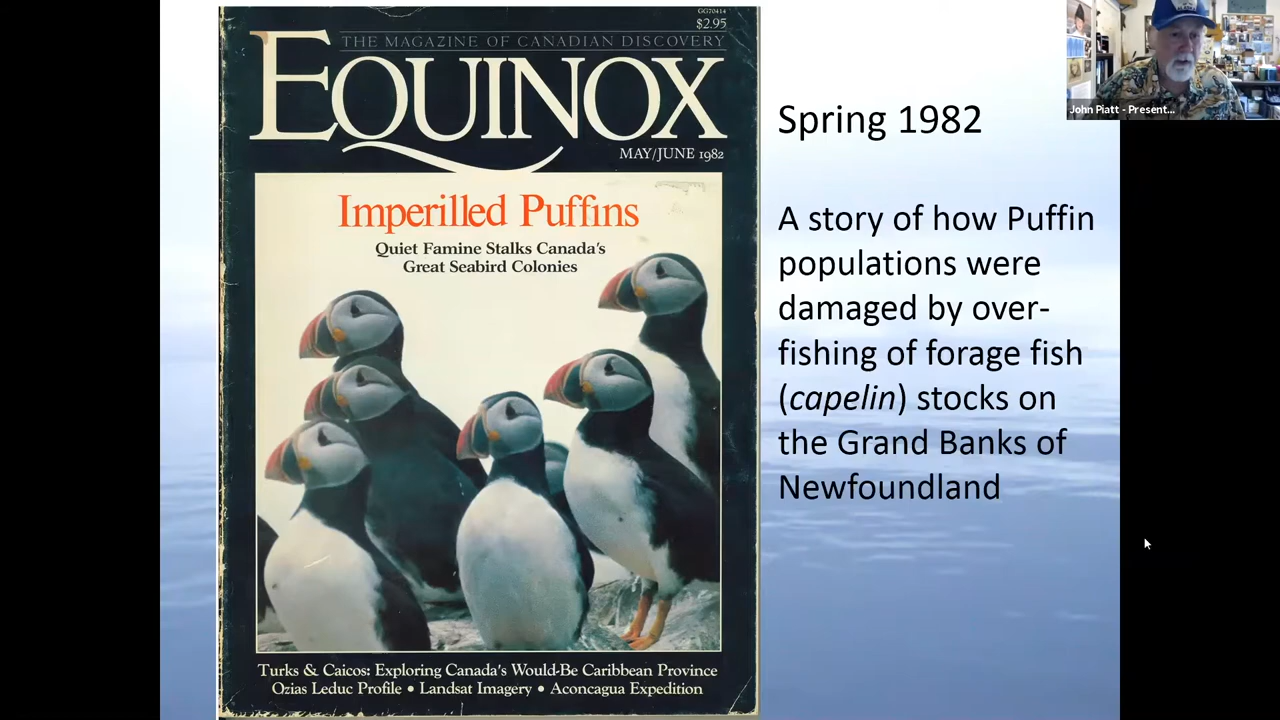 GG70414
$2.95
THE MAGAZINE OF CANADIAN DISCOVERY
EQUINOX
MAY/JUNE 1982
Imperilled Puffins
Quiet Famine Stalks Canada's
Great Seabird Colonies
Turks & Caicos: Exploring Canada's Would-Be Caribbean Province
Ozias Leduc Profile • Landsat Imagery • Aconcagua Expedition
Spring 1982
A story of how Puffin
populations were
damaged by over-
fishing of forage fish
(capelin) stocks on
the Grand Banks of
Newfoundland
John Piatt - Present...